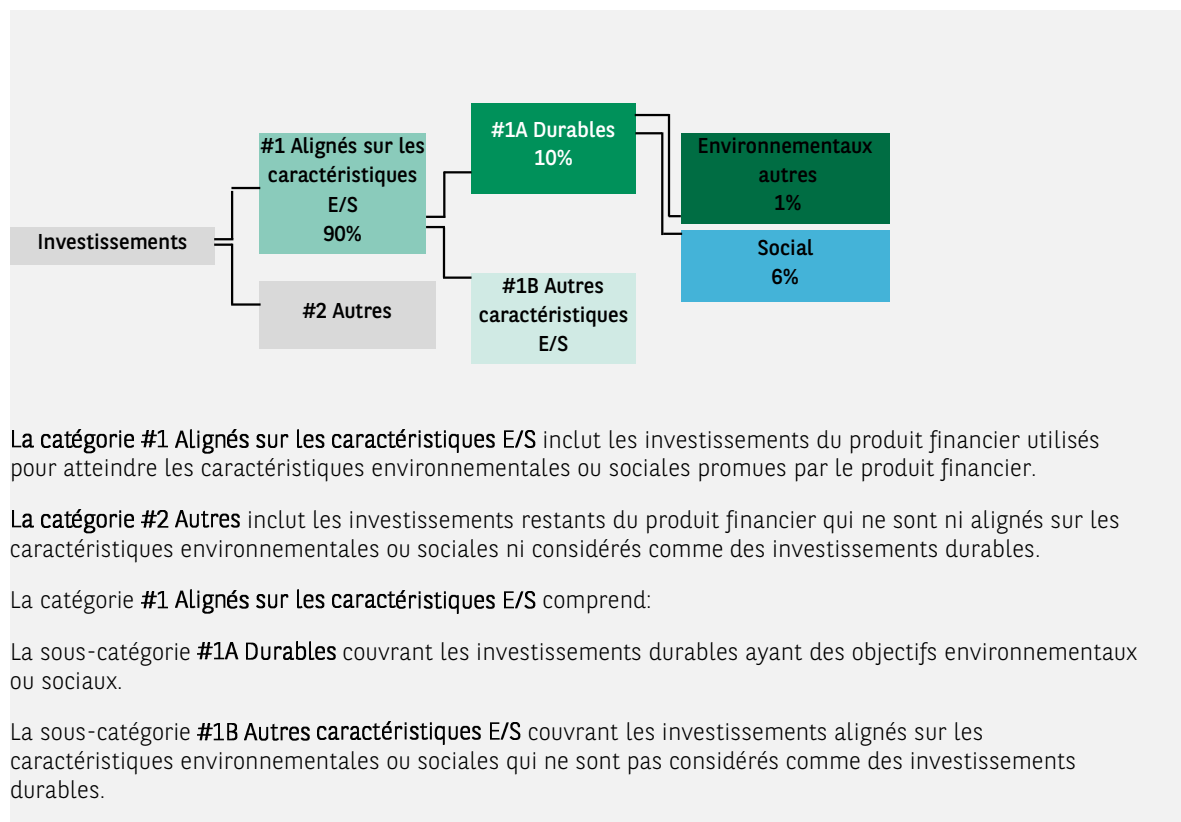 #1A Durables
10%
#1 Alignés sur les
caractéristiques
E/S
90%
Environnementaux
autres
1%
Investissements
Social
6%
#2 Autres
#1B Autres
caractéristiques
E/S
La catégorie #1 Alignés sur les caractéristiques E/S inclut les investissements du produit financier utilisés
pour atteindre les caractéristiques environnementales ou sociales promues par le produit financier.
La catégorie #2 Autres inclut les investissements restants du produit financier qui ne sont ni alignés sur les
caractéristiques environnementales ou sociales ni considérés comme des investissements durables.
La catégorie #1 Alignés sur les caractéristiques E/S comprend:
La sous-catégorie #1A Durables couvrant les investissements durables ayant des objectifs environnementaux
ou sociaux.
La sous-catégorie #1B Autres caractéristiques E/S couvrant les investissements alignés sur les
caractéristiques environnementales ou sociales qui ne sont pas considérés comme des investissements
durables.